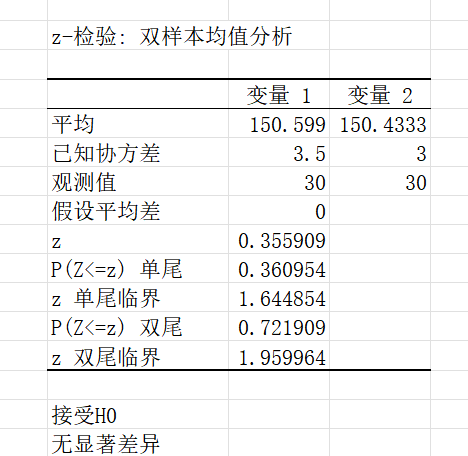 z-检验: 双样本均值分析
变量 1 变量 2
平均 150.599 150.4333
已知协方差 3.5 3
观测值 30 30
假设平均差 0
z 0.355909
P(Z<=z) 单尾 0.360954
z 单尾临界 1.644854
P(Z<=z) 双尾 0.721909
z 双尾临界 1.959964
接受H0
无显著差异